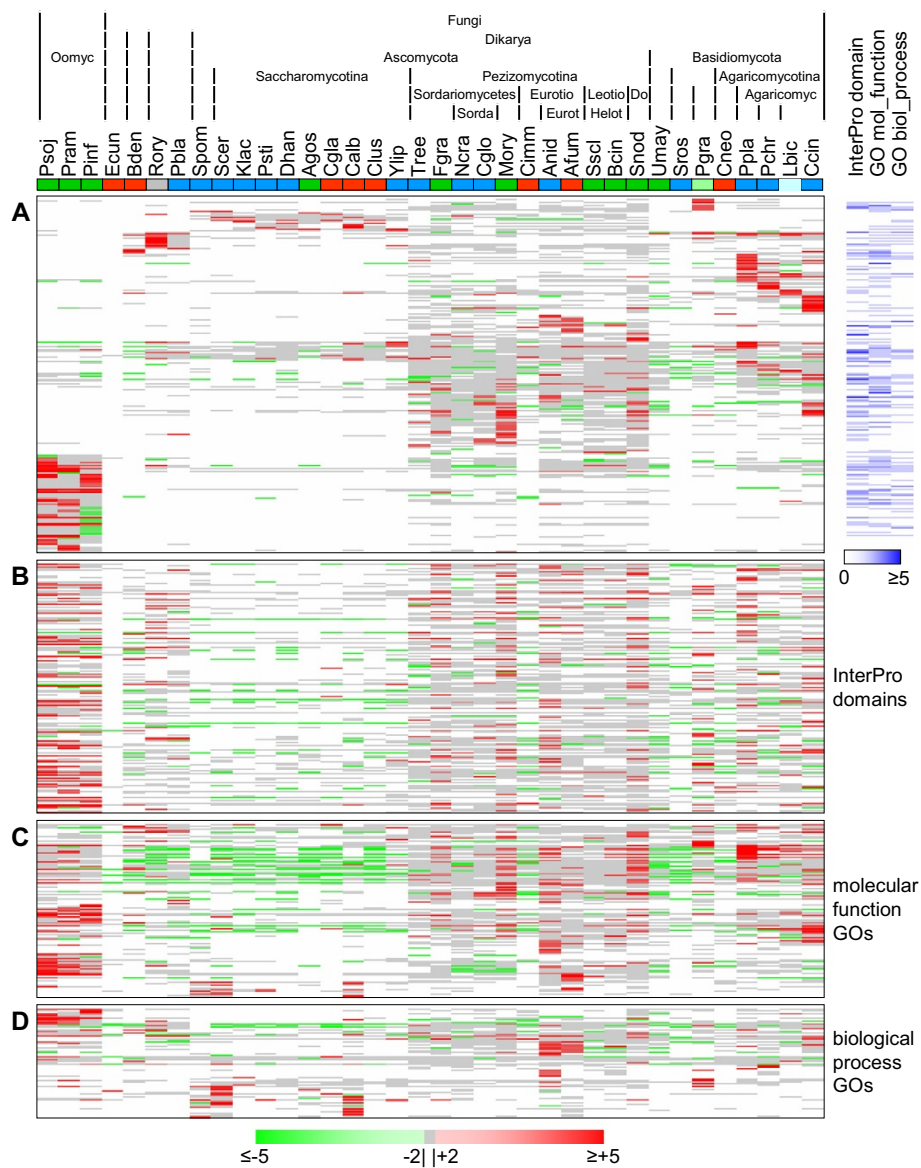 Fungi
Dikarya
Oomyc
Ascomycota
Basidiomycota
Saccharomycotina
Pezizomycotina
Agaricomycotina
Sordariomycetes
Eurotio
Leotio
Do
Agaricomyc
Sorda
Eurot
Helot
Psoj
Pram
Pinf
Ecun
Bden
Rory
Pbla
Spom
Scer
Klac
Psti
Dhan
Agos
Cgla
Calb
Clus
Ylip
Tree
Fgra
Ncra
Cglo
Mory
Cimm
Anid
Afum
Sscl
Bcin
Snod
Umay
Sros
Pgra
Cneo
Ppla
Pchr
Lbic
Ccin
InterPro domain
GO mol_function
GO biol_process
A
0
≥5
B
InterPro
domains
C
molecular
function
GOs
D
biological
process
GOs
≤-5
-2| |+2
≥+5